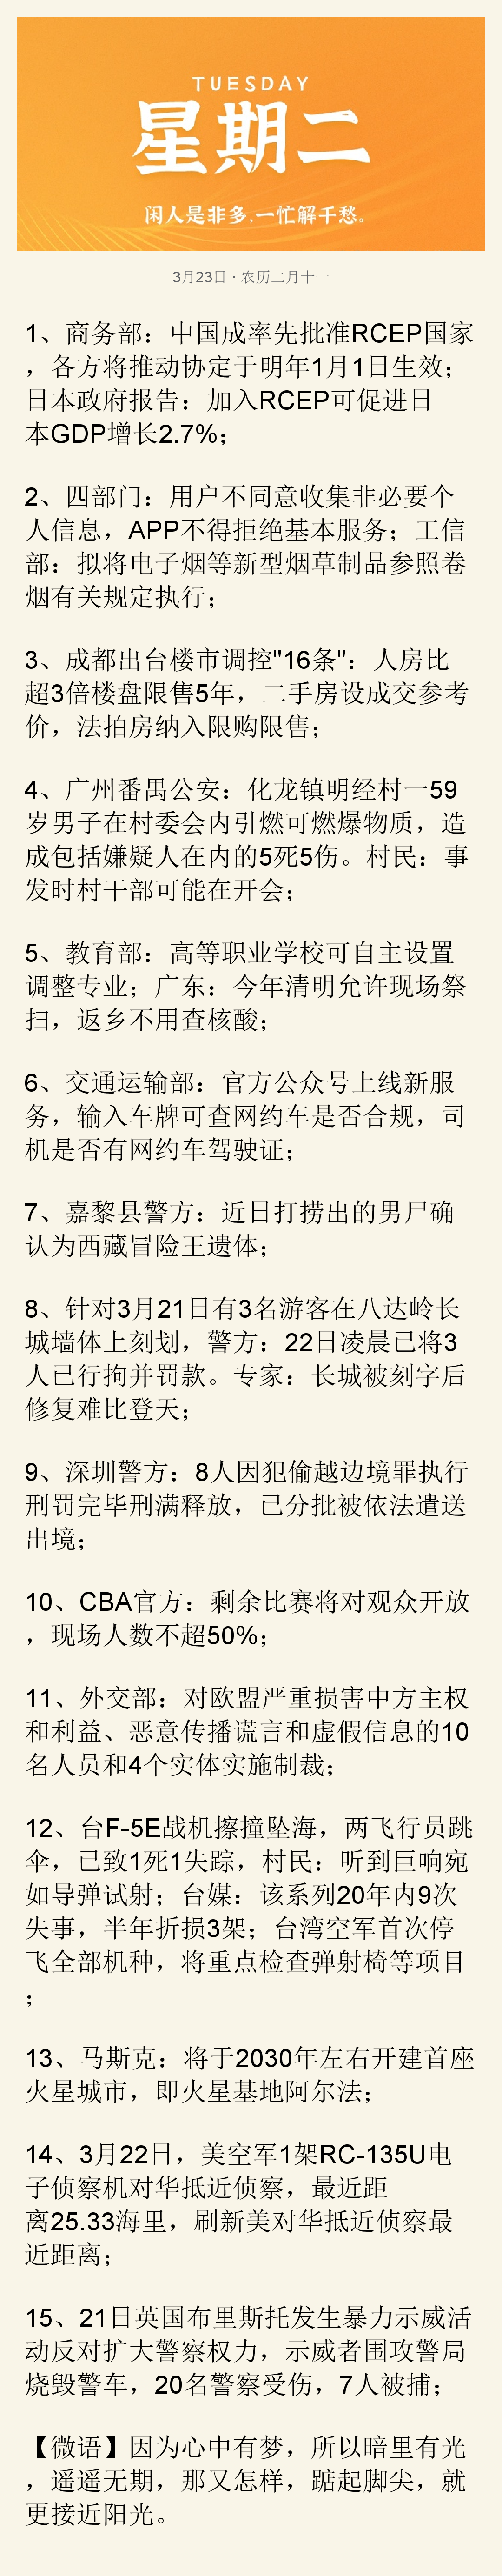 TUESDAY
星期二
闲人是非多,一忙解千愁。
3月23日 · 农历二月十一
1、商务部：中国成率先批准RCEP国家
，各方将推动协定于明年1月1日生效；
日本政府报告：加入RCEP可促进日
本GDP增长2.7%；
2、四部门：用户不同意收集非必要个
人信息，APP不得拒绝基本服务；工信
部：拟将电子烟等新型烟草制品参照卷
烟有关规定执行；
3、成都出台楼市调控"16条"：人房比
超3倍楼盘限售5年，二手房设成交参考
价，法拍房纳入限购限售；
4、广州番禺公安：化龙镇明经村一59
岁男子在村委会内引燃可燃爆物质，造
成包括嫌疑人在内的5死5伤。村民：事
发时村干部可能在开会；
5、教育部：高等职业学校可自主设置
调整专业；广东：今年清明允许现场祭
扫，返乡不用查核酸；
6、交通运输部：官方公众号上线新服
务，输入车牌可查网约车是否合规，司
机是否有网约车驾驶证；
7、嘉黎县警方：近日打捞出的男尸确
认为西藏冒险王遗体；
8、针对3月21日有3名游客在八达岭长
城墙体上刻划，警方：22日凌晨已将3
人已行拘并罚款。专家：长城被刻字后
修复难比登天；
9、深圳警方：8人因犯偷越边境罪执行
刑罚完毕刑满释放，已分批被依法遣送
出境；
10、CBA官方：剩余比赛将对观众开放
，现场人数不超50%；
11、外交部：对欧盟严重损害中方主权
和利益、恶意传播谎言和虚假信息的10
名人员和4个实体实施制裁；
12、台F-5E战机擦撞坠海，两飞行员跳
伞，已致1死1失踪，村民：听到巨响宛
如导弹试射；台媒：该系列20年内9次
失事，半年折损3架；台湾空军首次停
飞全部机种，将重点检查弹射椅等项目
；
13、马斯克：将于2030年左右开建首座
火星城市，即火星基地阿尔法；
14、3月22日，美空军1架RC-135U电
子侦察机对华抵近侦察，最近距
离25.33海里，刷新美对华抵近侦察最
近距离；
15、21日英国布里斯托发生暴力示威活
动反对扩大警察权力，示威者围攻警局
烧毁警车，20名警察受伤，7人被捕；
【微语】因为心中有梦，所以暗里有光
，遥遥无期，那又怎样，踮起脚尖，就
更接近阳光。